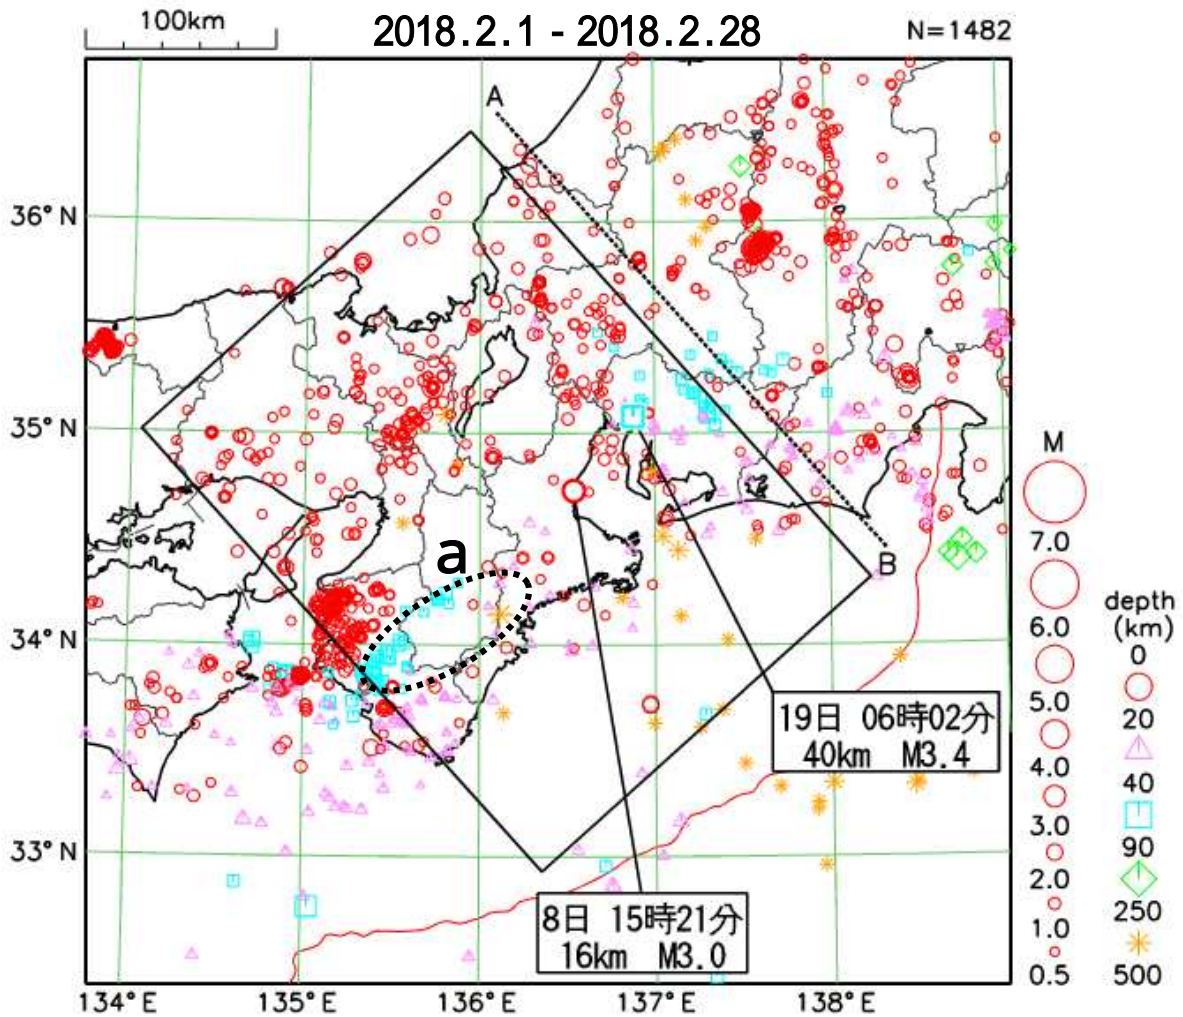 100km
2018.2.1 - 2018.2.28
N=1482
A
36°N
35°N
34°N
33°N
a
B
M
7.0
6.0
5.0
4.0
3.0
2.0
1.0
0.5
depth
(km)
0
20
40
90
250
500
19日 06時02分
40km M3.4
8日 15時21分
16km M3.0
134°E
135°E
136°E
137°E
138°E